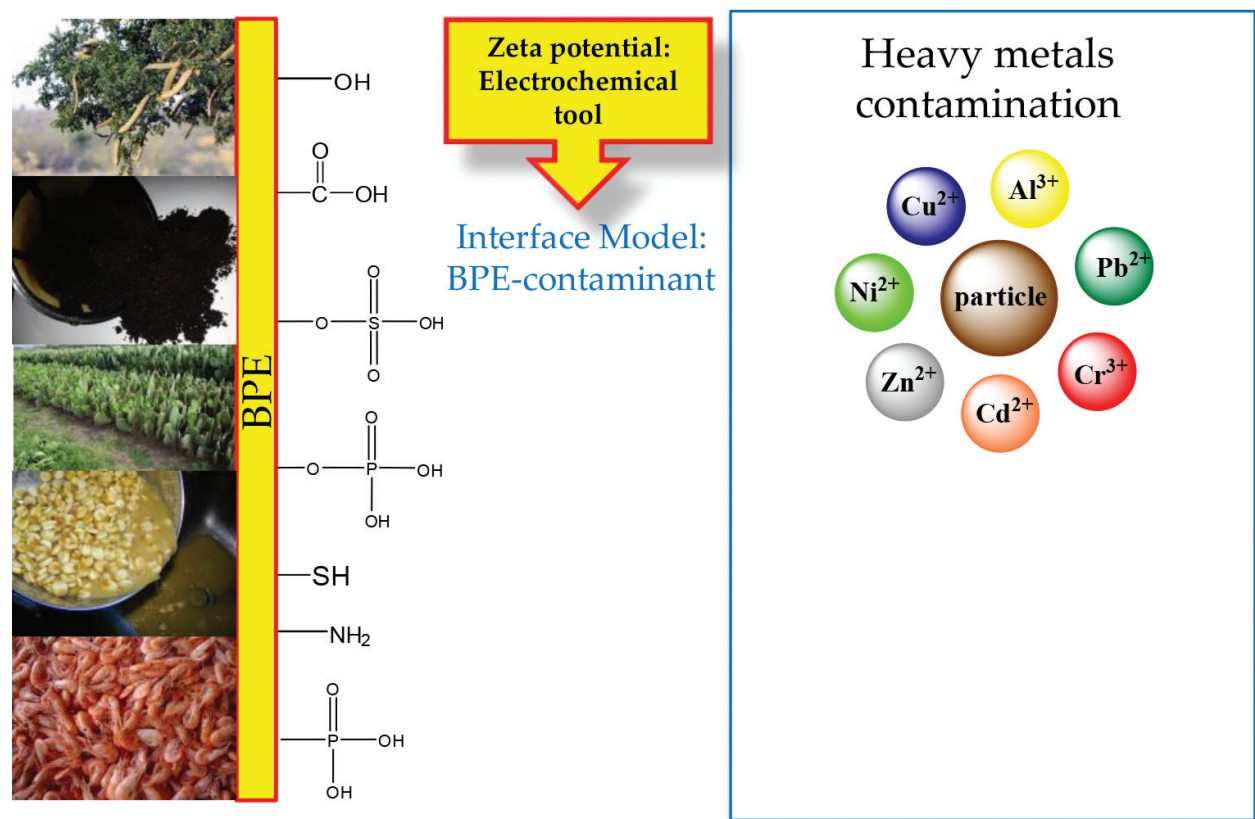 BPE
OH
O
C
OH
O
O
S
OH
O
O
O
P
OH
OH
SH
NH₂
O
P
OH
OH
Zeta potential:
Electrochemical
tool
Interface Model:
BPE-contaminant
Heavy metals
contamination
Cu²⁺
Al³⁺
Ni²⁺
particle
Pb²⁺
Zn²⁺
Cd²⁺
Cr³⁺